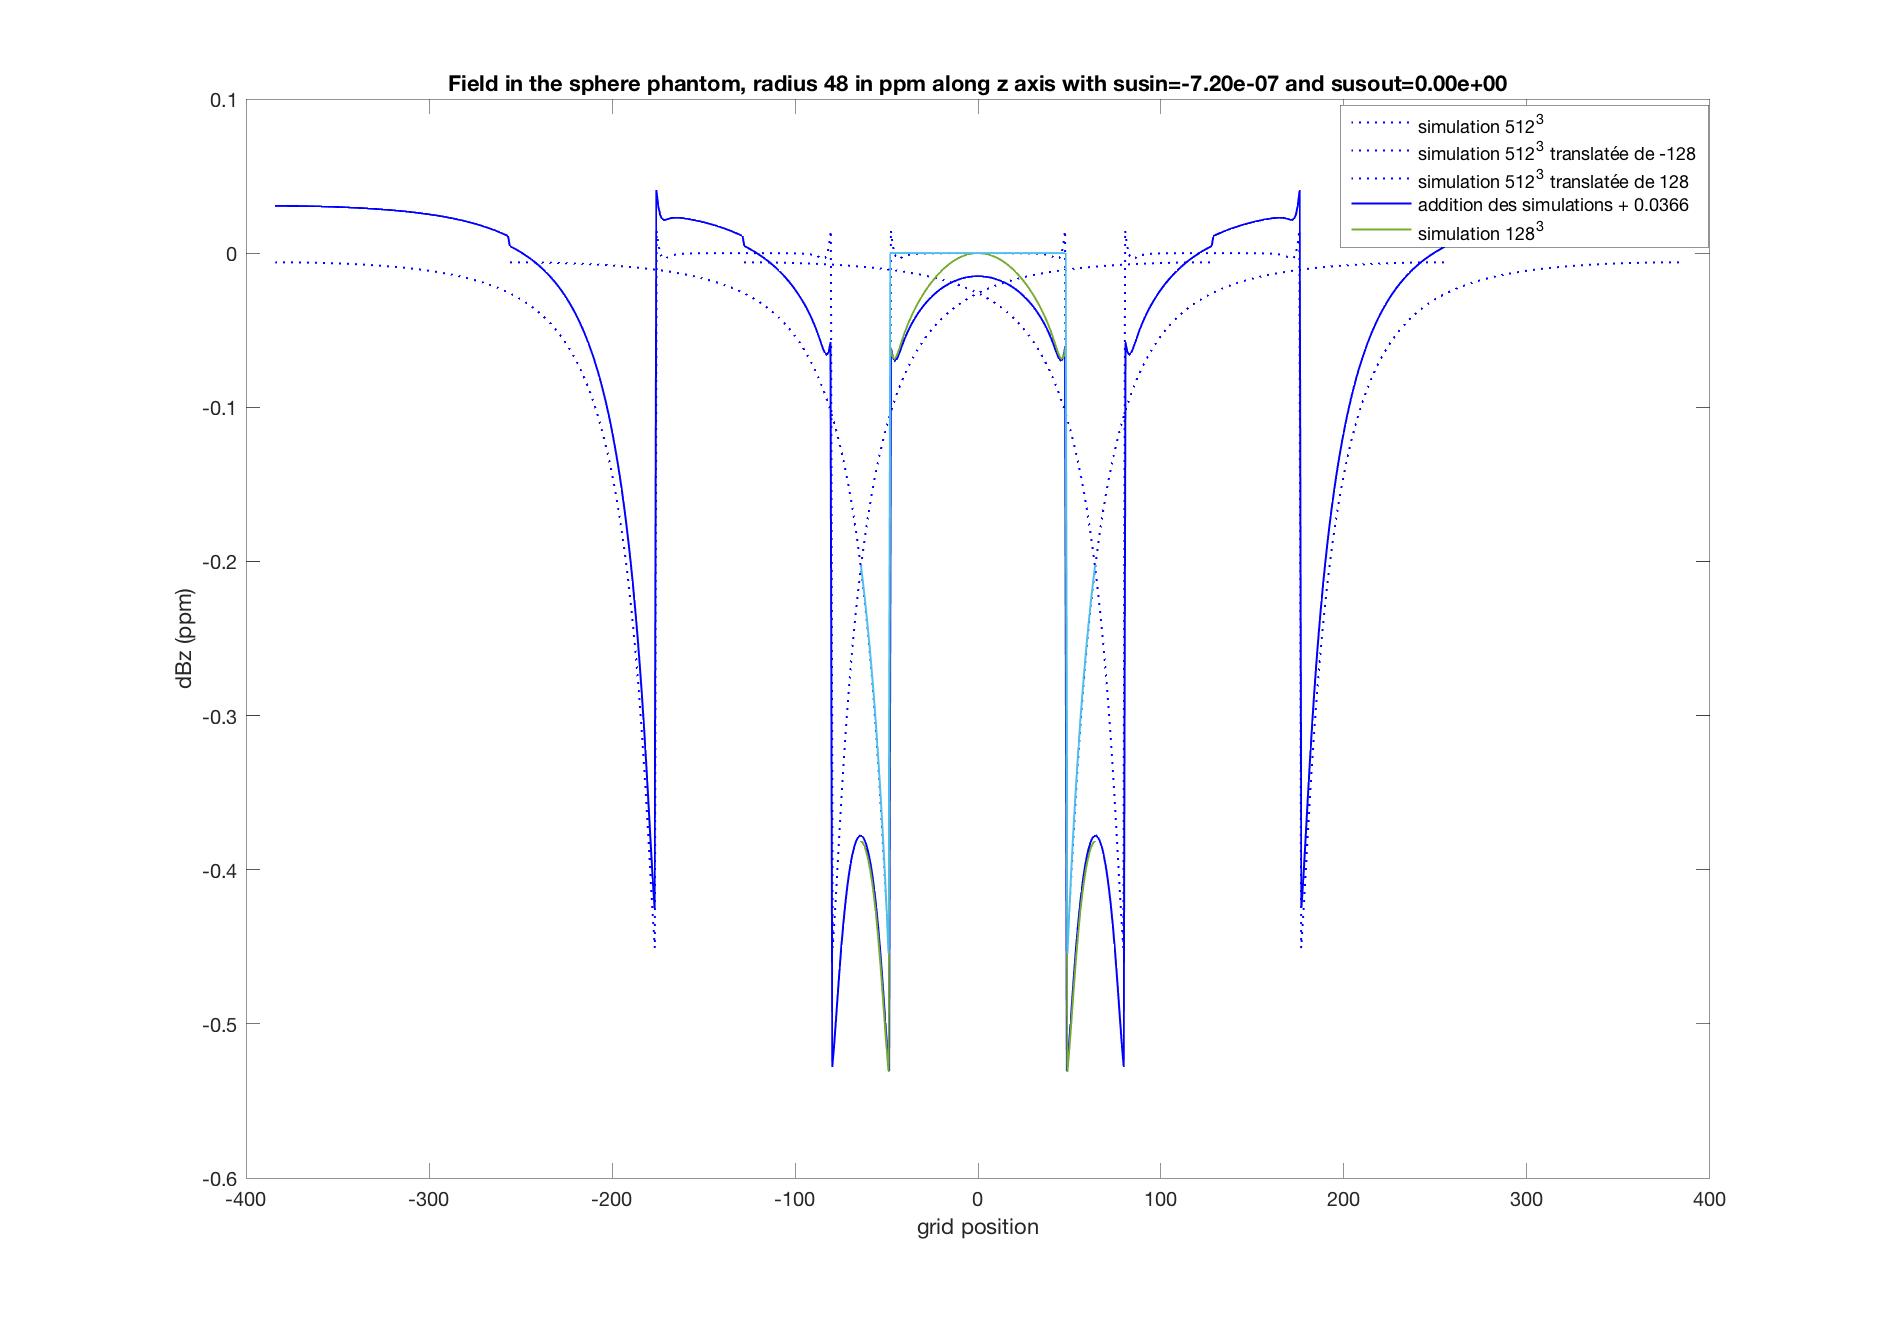 Field in the sphere phantom, radius 48 in ppm along z axis with susin=-7.20e-07 and susout=0.00e+00
simulation 512³
simulation 512³ translatée de -128
simulation 512³ translatée de 128
addition des simulations + 0.0366
simulation 128³
0.1
0
-0.1
-0.2
-0.3
-0.4
-0.5
-0.6
dBz (ppm)
-400 -300 -200 -100 0 100 200 300 400
grid position